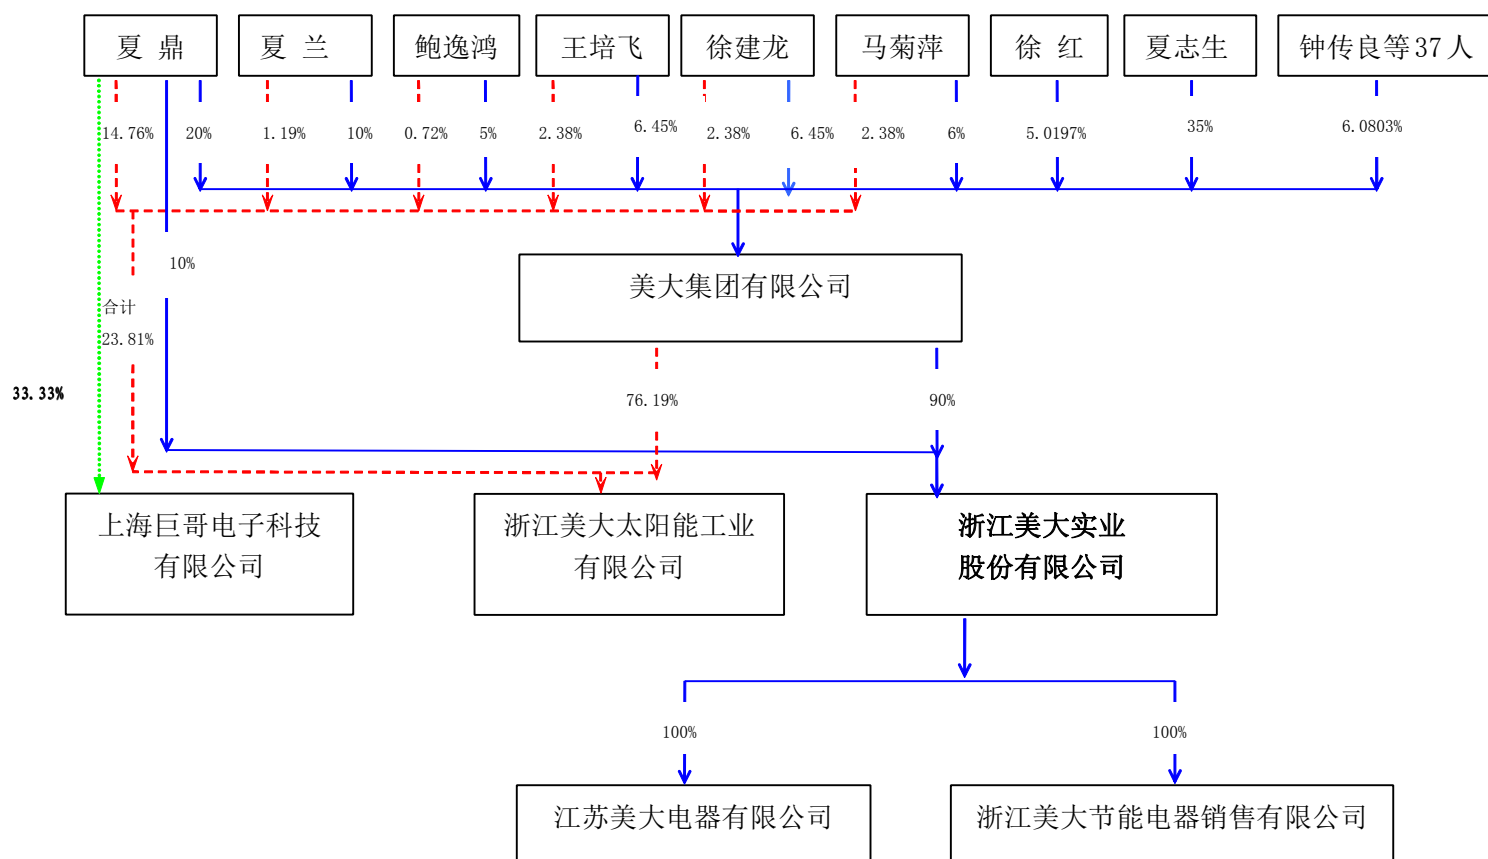 夏 鼎
夏 兰
鲍逸鸿
王培飞
徐建龙
马菊萍
徐 红
夏志生
钟传良等37人
14.76%
20%
1.19%
10%
0.72%
5%
2.38%
6.45%
2.38%
6.45%
2.38%
6%
5.0197%
35%
6.0803%
10%
美大集团有限公司
合计
23.81%
33.33%
76.19%
90%
上海巨哥电子科技
有限公司
浙江美大太阳能工业
有限公司
浙江美大实业
股份有限公司
100%
100%
江苏美大电器有限公司
浙江美大节能电器销售有限公司